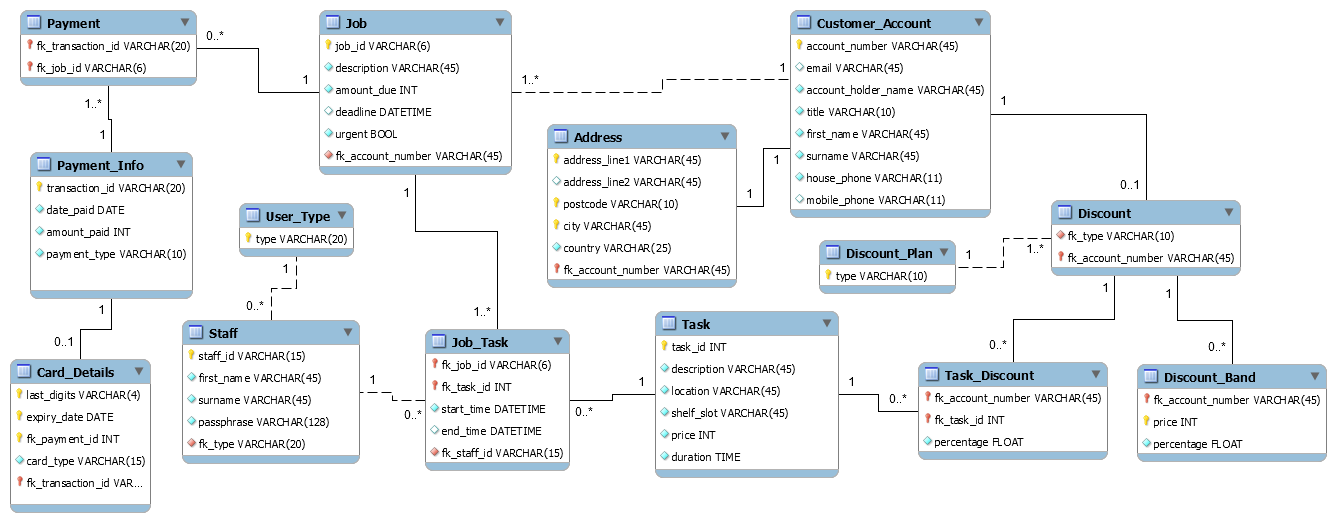 Payment
fk_transaction_id VARCHAR(20)
fk_job_id VARCHAR(6)
0..*
1
Job
job_id VARCHAR(6)
description VARCHAR(45)
amount_due INT
deadline DATETIME
urgent BOOL
fk_account_number VARCHAR(45)
1..*
1
Customer_Account
account_number VARCHAR(45)
email VARCHAR(45)
account_holder_name VARCHAR(45)
title VARCHAR(10)
first_name VARCHAR(45)
surname VARCHAR(45)
house_phone VARCHAR(11)
mobile_phone VARCHAR(11)
1
0..1
1..*
1
Payment_Info
transaction_id VARCHAR(20)
date_paid DATE
amount_paid INT
payment_type VARCHAR(10)
Address
address_line1 VARCHAR(45)
address_line2 VARCHAR(45)
postcode VARCHAR(10)
city VARCHAR(45)
country VARCHAR(25)
fk_account_number VARCHAR(45)
1
1
User_Type
type VARCHAR(20)
1
0..*
1
1..*
Discount_Plan
type VARCHAR(10)
1
1..*
Discount
fk_type VARCHAR(10)
fk_account_number VARCHAR(45)
1
1
0..*
0..*
1
0..1
Card_Details
last_digits VARCHAR(4)
expiry_date DATE
fk_payment_id INT
card_type VARCHAR(15)
fk_transaction_id VAR...
Staff
staff_id VARCHAR(15)
first_name VARCHAR(45)
surname VARCHAR(45)
passphrase VARCHAR(128)
fk_type VARCHAR(20)
1
0..*
Job_Task
fk_job_id VARCHAR(6)
fk_task_id INT
start_time DATETIME
end_time DATETIME
fk_staff_id VARCHAR(15)
0..*
1
Task
task_id INT
description VARCHAR(45)
location VARCHAR(45)
shelf_slot VARCHAR(45)
price INT
duration TIME
1
0..*
Task_Discount
fk_account_number VARCHAR(45)
fk_task_id INT
percentage FLOAT
Discount_Band
fk_account_number VARCHAR(45)
price INT
percentage FLOAT